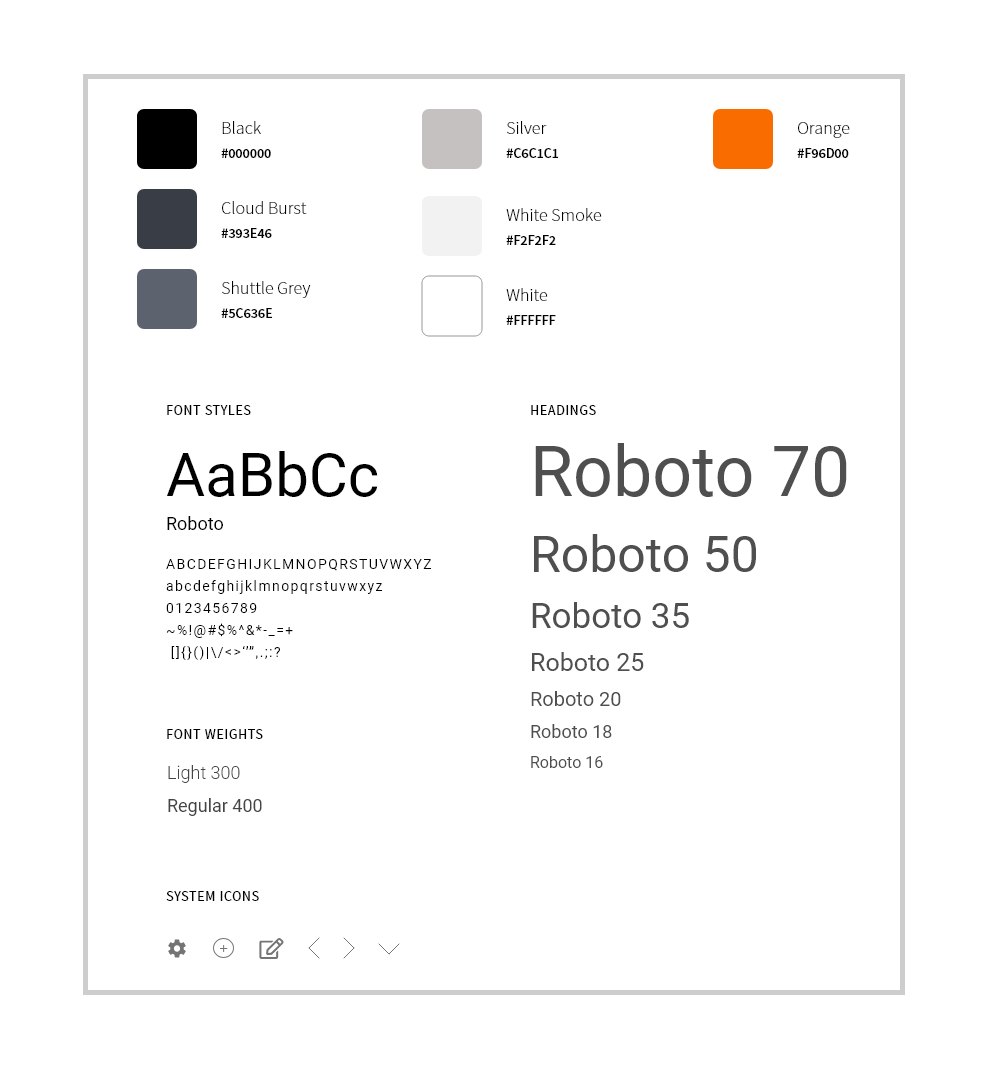 Black
#000000
Silver
#C6C1C1
Orange
#F96D00
Cloud Burst
#393E46
White Smoke
#F2F2F2
Shuttle Grey
#5C636E
White
#FFFFFF
FONT STYLES
AaBbCc
Roboto
ABCDEFGHIJKLMNOPQRSTUVWXYZ
abcdefghijklmnopqrstuvwxyz
0123456789
~%!@#$%^&*-_=+
[]{}()|\/<>‘’”,.;:?
FONT WEIGHTS
Light 300
Regular 400
SYSTEM ICONS
HEADINGS
Roboto 70
Roboto 50
Roboto 35
Roboto 25
Roboto 20
Roboto 18
Roboto 16